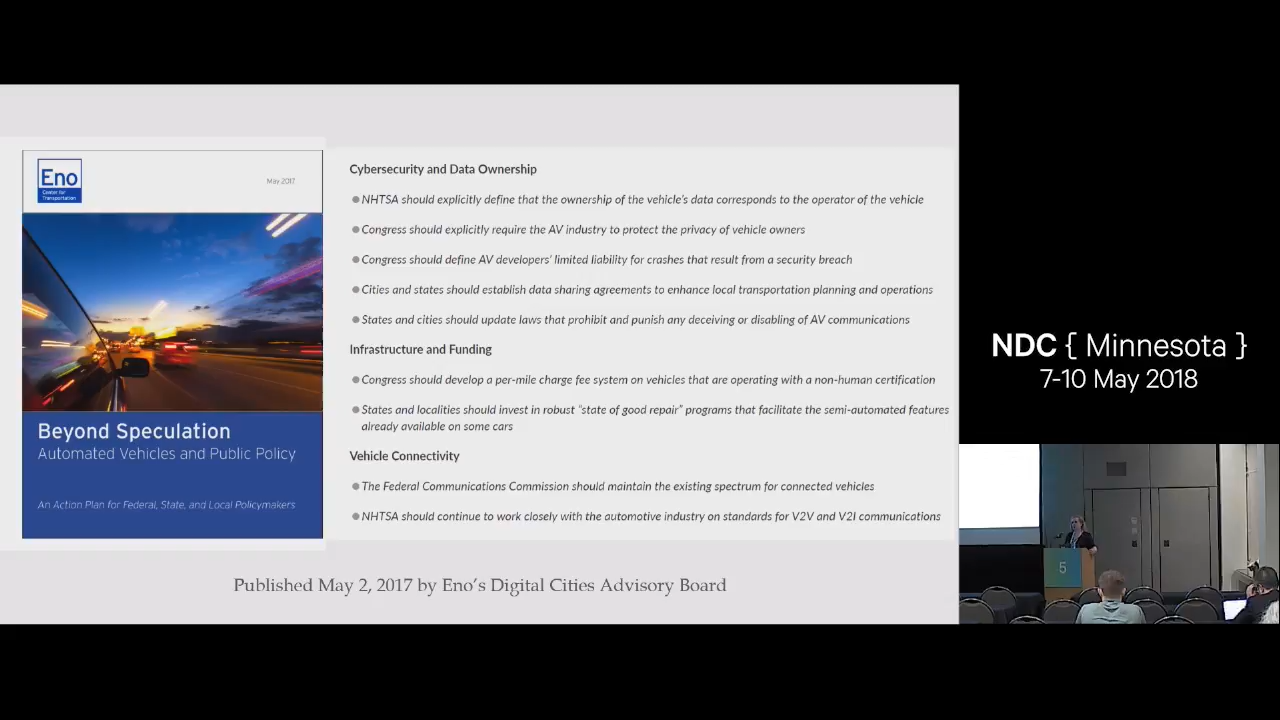 Eno
Center for
Transportation
May 2017
Beyond Speculation
Automated Vehicles and Public Policy
An Action Plan for Federal, State, and Local Policymakers
Cybersecurity and Data Ownership
NHTSA should explicitly define that the ownership of the vehicle's data corresponds to the operator of the vehicle
Congress should explicitly require the AV industry to protect the privacy of vehicle owners
Congress should define AV developers' limited liability for crashes that result from a security breach
Cities and states should establish data sharing agreements to enhance local transportation planning and operations
States and cities should update laws that prohibit and punish any deceiving or disabling of AV communications
Infrastructure and Funding
Congress should develop a per-mile charge fee system on vehicles that are operating with a non-human certification
States and localities should invest in robust "state of good repair" programs that facilitate the semi-automated features
already available on some cars
Vehicle Connectivity
The Federal Communications Commission should maintain the existing spectrum for connected vehicles
NHTSA should continue to work closely with the automotive industry on standards for V2V and V2I communications
Published May 2, 2017 by Eno's Digital Cities Advisory Board
NDC { Minnesota }
7-10 May 2018
5